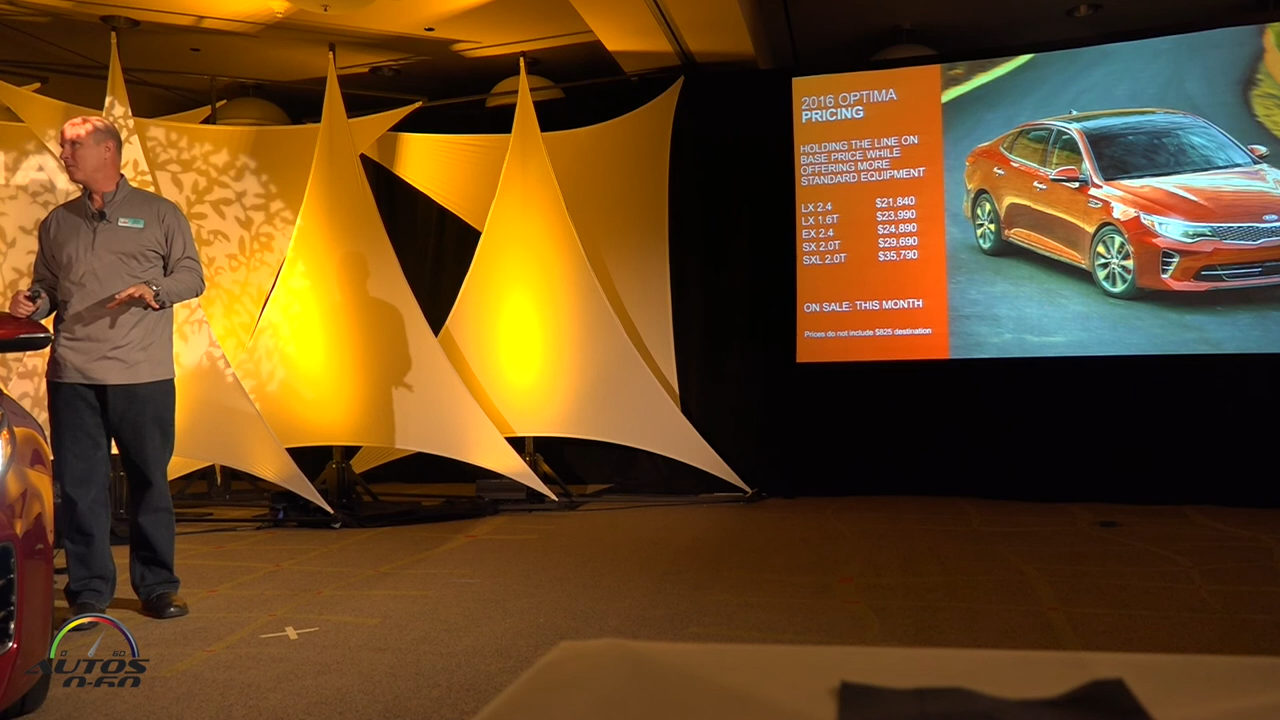 2016 OPTIMA
PRICING
HOLDING THE LINE ON
BASE PRICE WHILE
OFFERING MORE
STANDARD EQUIPMENT
LX 2.4 $21,840
LX 1.6T $23,990
EX 2.4 $24,890
SX 2.0T $29,690
SXL 2.0T $35,790
ON SALE: THIS MONTH
Prices do not include $825 destination
0 60
AUTOS
0-60